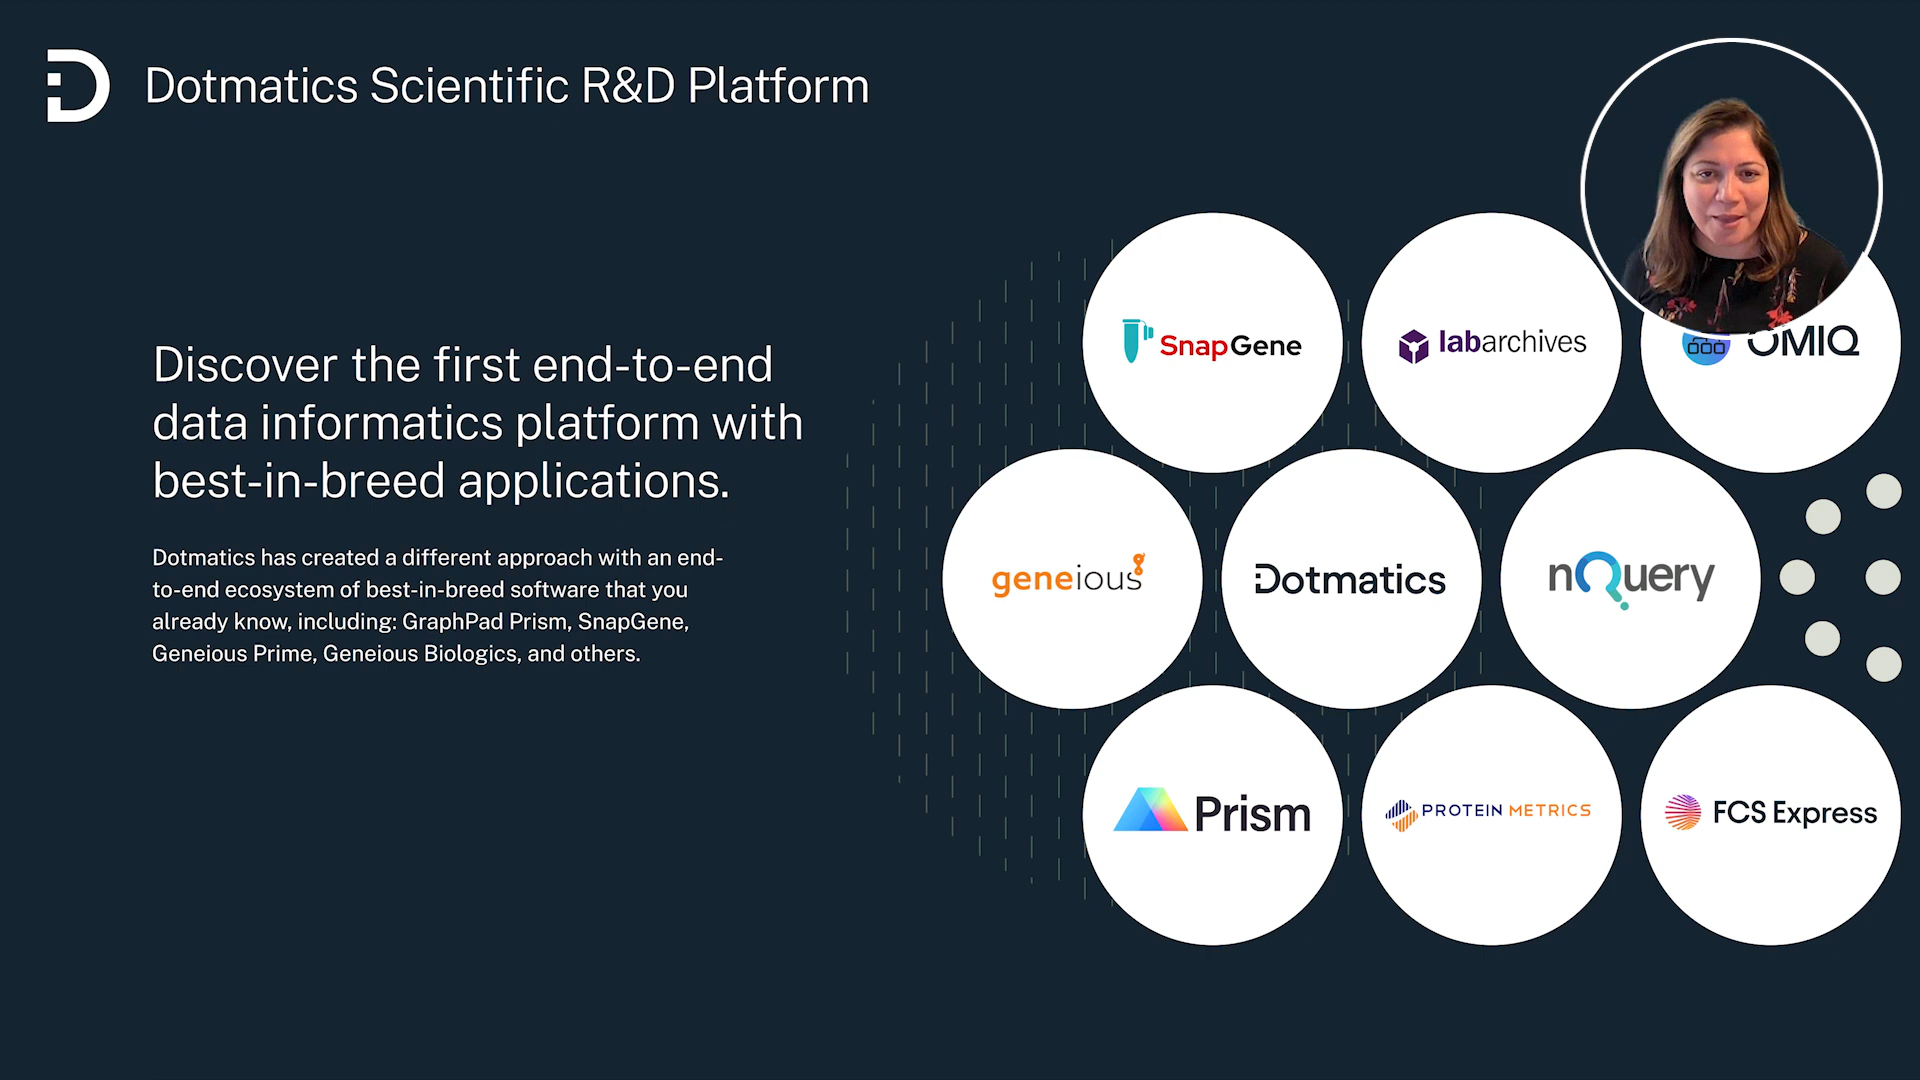 Dotmatics Scientific R&D Platform
Discover the first end-to-end
data informatics platform with
best-in-breed applications.
Dotmatics has created a different approach with an end-
to-end ecosystem of best-in-breed software that you
already know, including: GraphPad Prism, SnapGene,
Geneious Prime, Geneious Biologics, and others.
SnapGene
labarchives
OMIQ
geneious
Dotmatics
nQuery
Prism
PROTEIN METRICS
FCS Express